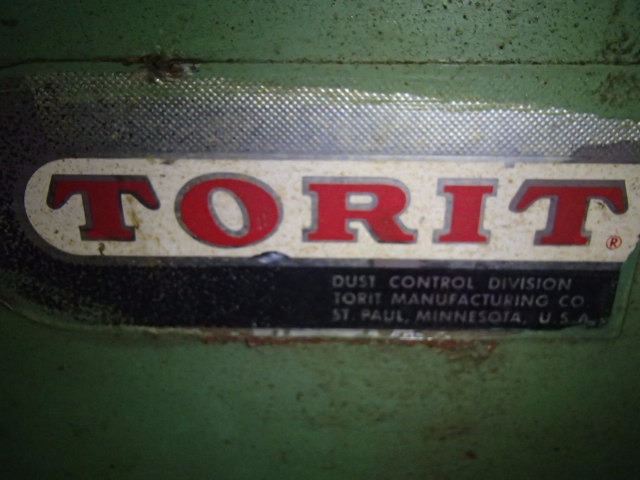 TORIT®
DUST CONTROL DIVISION
TORIT MANUFACTURING CO.
ST. PAUL, MINNESOTA, U.S.A.